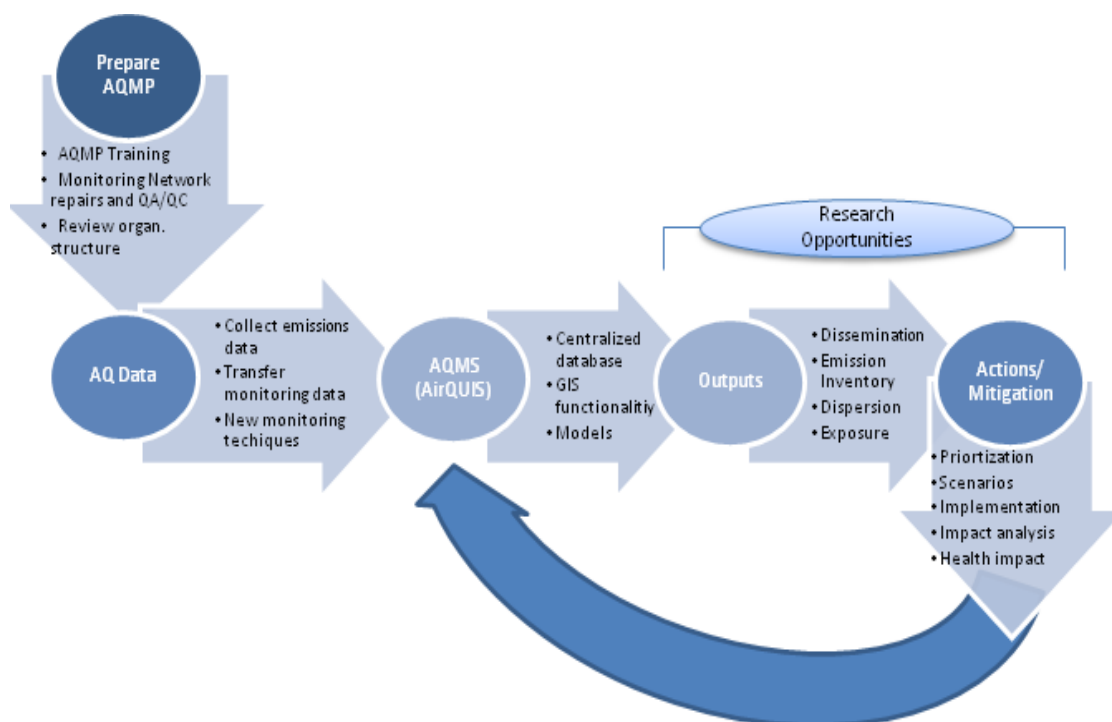 Prepare
AQMP
• AQMP Training
• Monitoring Network
repairs and QA/QC
• Review organ.
structure
Research
Opportunities
AQ Data
• Collect emissions
data
• Transfer
monitoring data
• New monitoring
techiques
AQMS
(AirQUIS)
• Centralized
database
• GIS
functionalitiy
• Models
Outputs
• Dissemination
• Emission
Inventory
• Dispersion
• Exposure
Actions/
Mitigation
• Priortization
• Scenarios
• Implementation
• Impact analysis
• Health impact